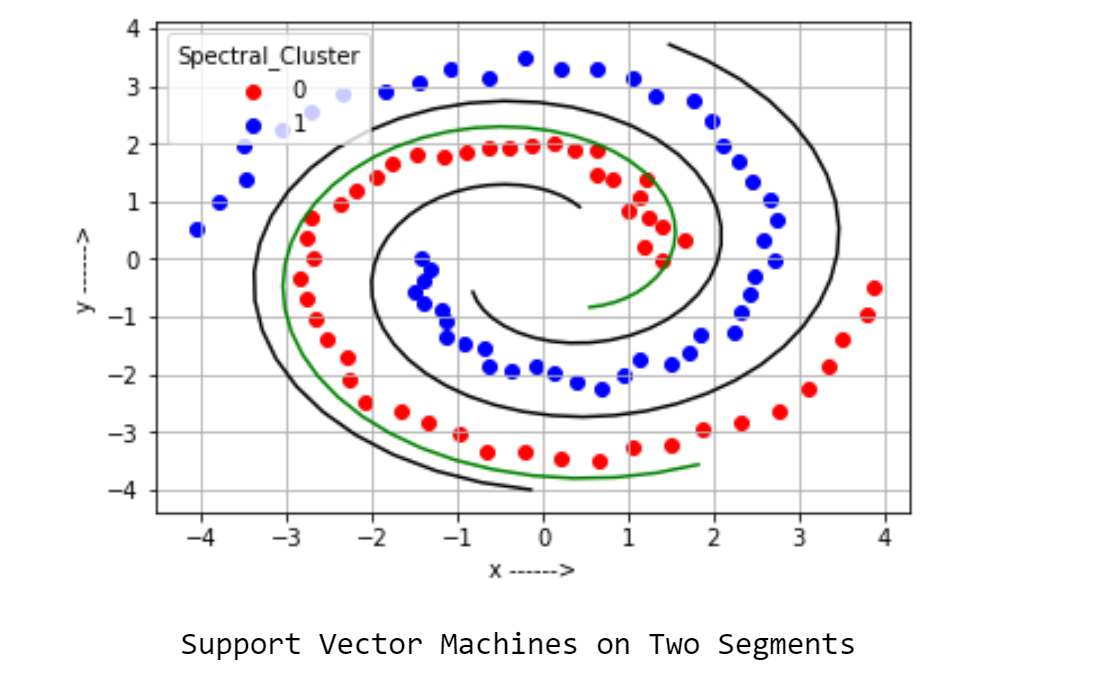 Spectral_Cluster
0
1
4
3
2
1
0
−1
−2
−3
−4
y ------>
−4 −3 −2 −1 0 1 2 3 4
x ------>
Support Vector Machines on Two Segments